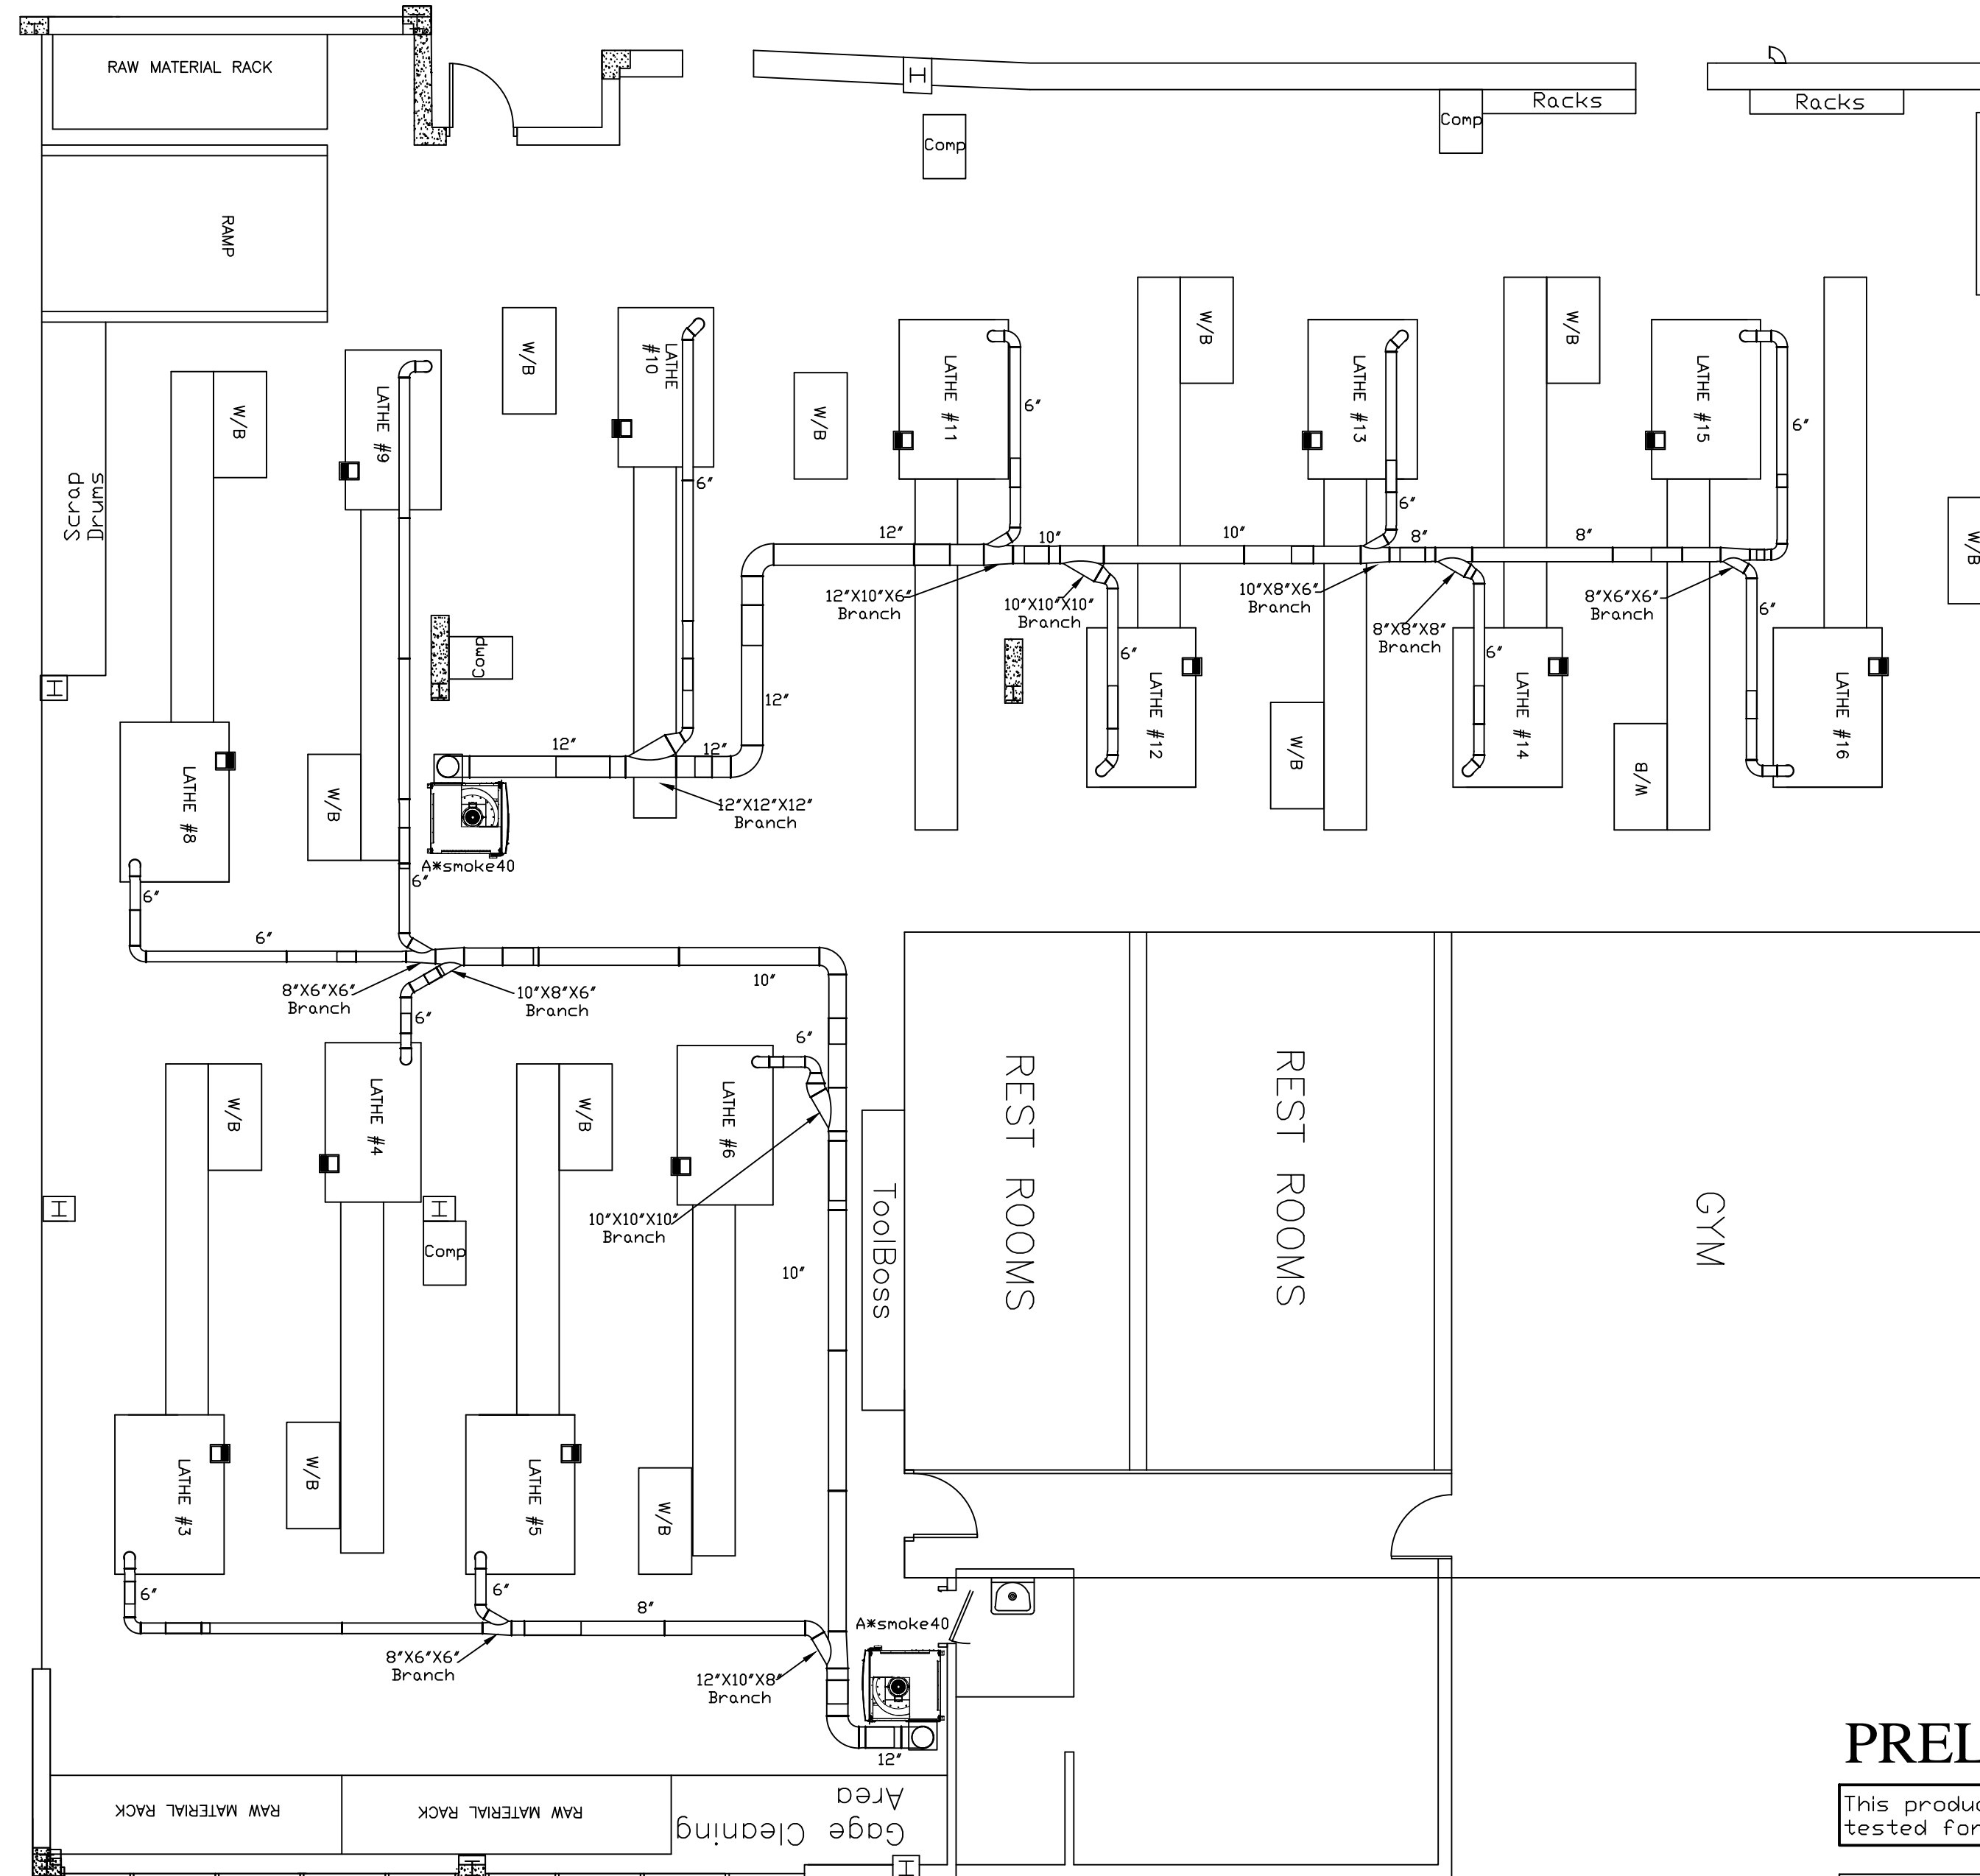 RAW MATERIAL RACK
RAMP
Scrap
Drums
Comp
Comp
Racks
Racks
W/B
LATHE #9
W/B
LATHE
#10
6"
W/B
LATHE #11
6"
W/B
LATHE #13
6"
W/B
LATHE #15
6"
W/B
12"
10"
10"
8"
8"
12"X10"X6"
Branch
10"X10"X10"
Branch
10"X8"X6"
Branch
8"X8"X8"
Branch
8"X6"X6"
Branch
6"
6"
6"
LATHE #12
W/B
LATHE #14
W/B
LATHE #16
Comp
12"
12"
12"
12"X12"X12"
Branch
A*smoke40
LATHE #8
W/B
6"
6"
6"
8"X6"X6"
Branch
10"X8"X6"
Branch
6"
10"
6"
W/B
LATHE #4
W/B
LATHE #6
10"X10"X10"
Branch
Comp
10"
ToolBoss
REST ROOMS
REST ROOMS
GYM
LATHE #3
W/B
LATHE #5
W/B
6"
6"
8"
8"X6"X6"
Branch
12"X10"X8"
Branch
A*smoke40
12"
RAW MATERIAL RACK
RAW MATERIAL RACK
Gage Cleaning
Area
PREL
This produc
tested for